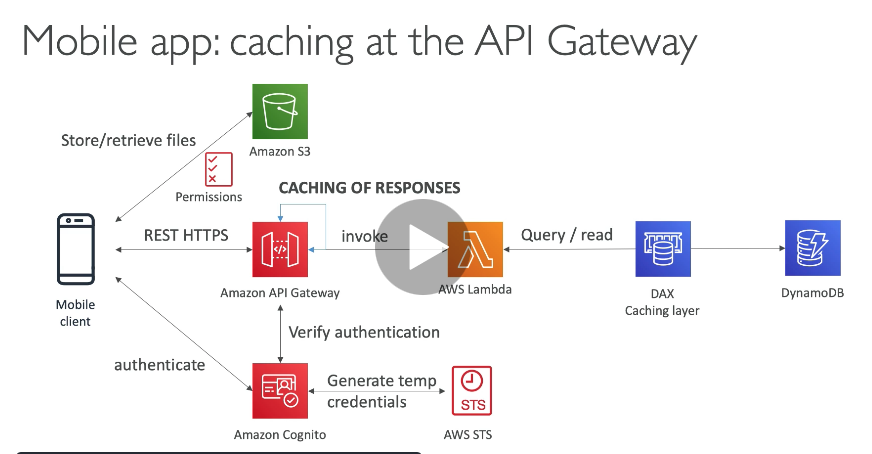 Mobile app: caching at the API Gateway
Store/retrieve files
Amazon S3
Permissions
CACHING OF RESPONSES
REST HTTPS
invoke
Query / read
Mobile
client
Amazon API Gateway
AWS Lambda
DAX
Caching layer
DynamoDB
Verify authentication
authenticate
Generate temp
credentials
STS
Amazon Cognito
AWS STS